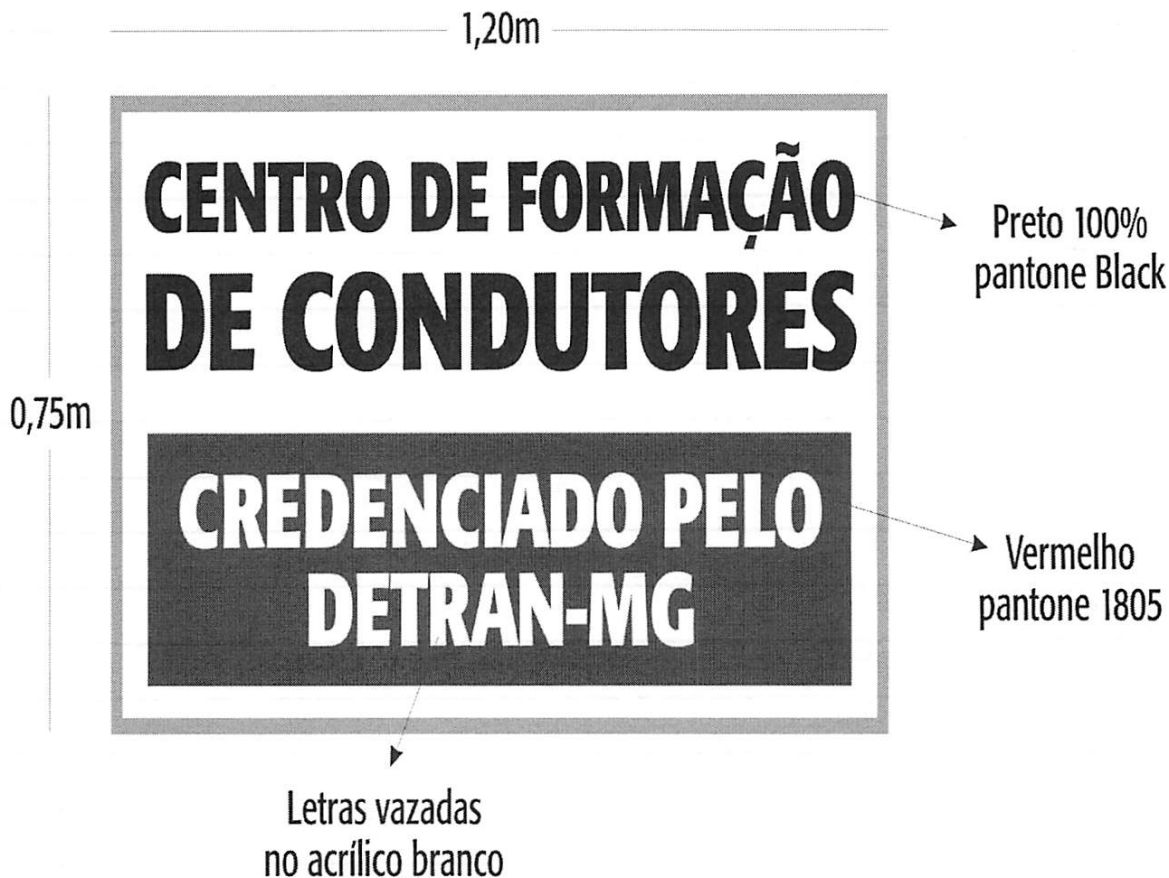 1,20m
CENTRO DE FORMAÇÃO
DE CONDUTORES
Preto 100%
pantone Black
0,75m
CREDENCIADO PELO
DETRAN-MG
Vermelho
pantone 1805
Letras vazadas
no acrílico branco